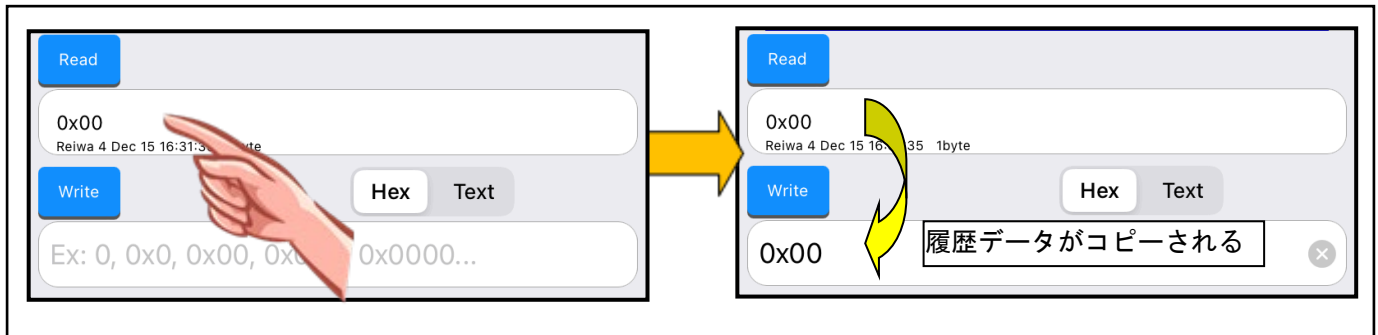 Read
0x00
Reiwa 4 Dec 15 16:31:3
Write
Hex Text
Ex: 0, 0x0, 0x00, 0x 0x0000...
Read
0x00
Reiwa 4 Dec 15 16: 35 1byte
Write
Hex Text
0x00
履歴データがコピーされる